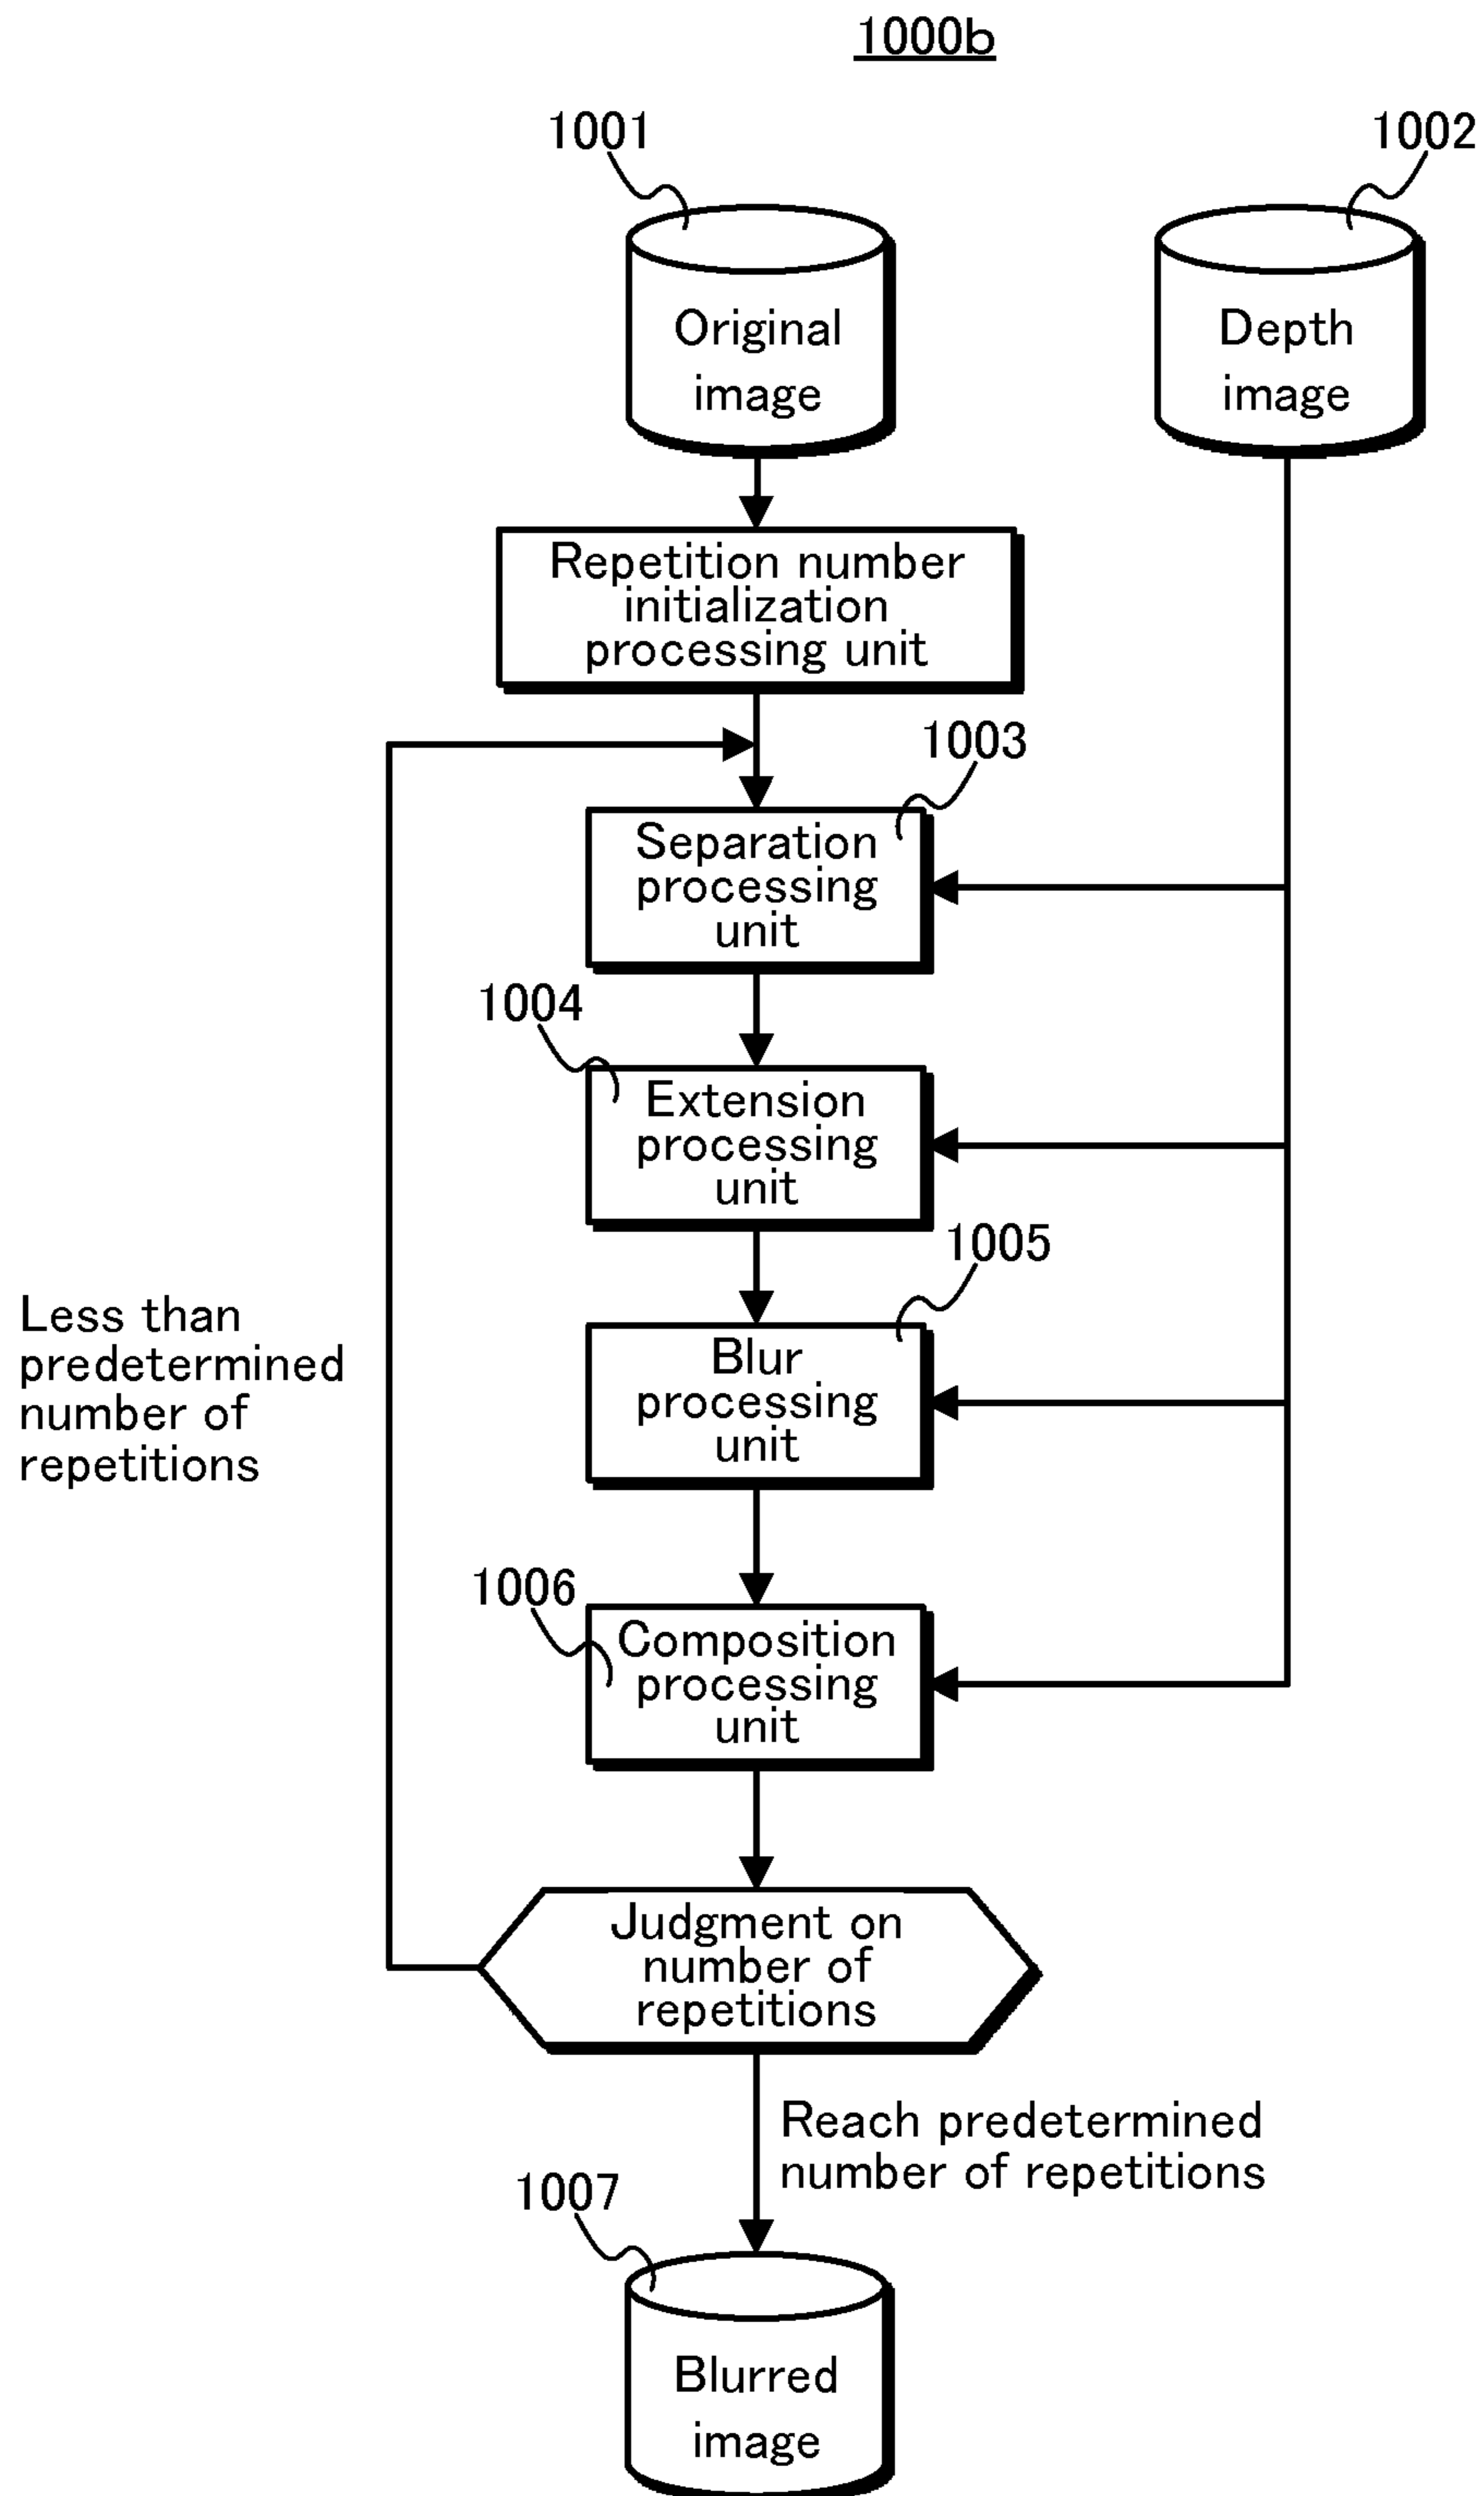 1000b
1001
1002
Original
image
Depth
image
Repetition number
initialization
processing unit
1003
Separation
processing
unit
1004
Extension
processing
unit
1005
Blur
processing
unit
Less than
predetermined
number of
repetitions
1006
Composition
processing
unit
Judgment on
number of
repetitions
Reach predetermined
number of repetitions
1007
Blurred
image